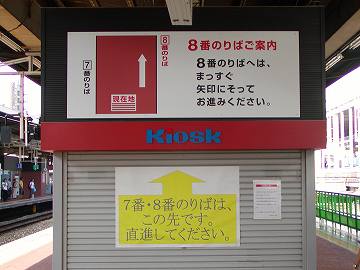 8番のりばご案内
8番のりばへは、
まっすぐ
矢印にそって
お進みください。
7 番のりば
8 番のりば
現在地
Kiosk
7番・8番のりばは、
この先です。
直進してください。